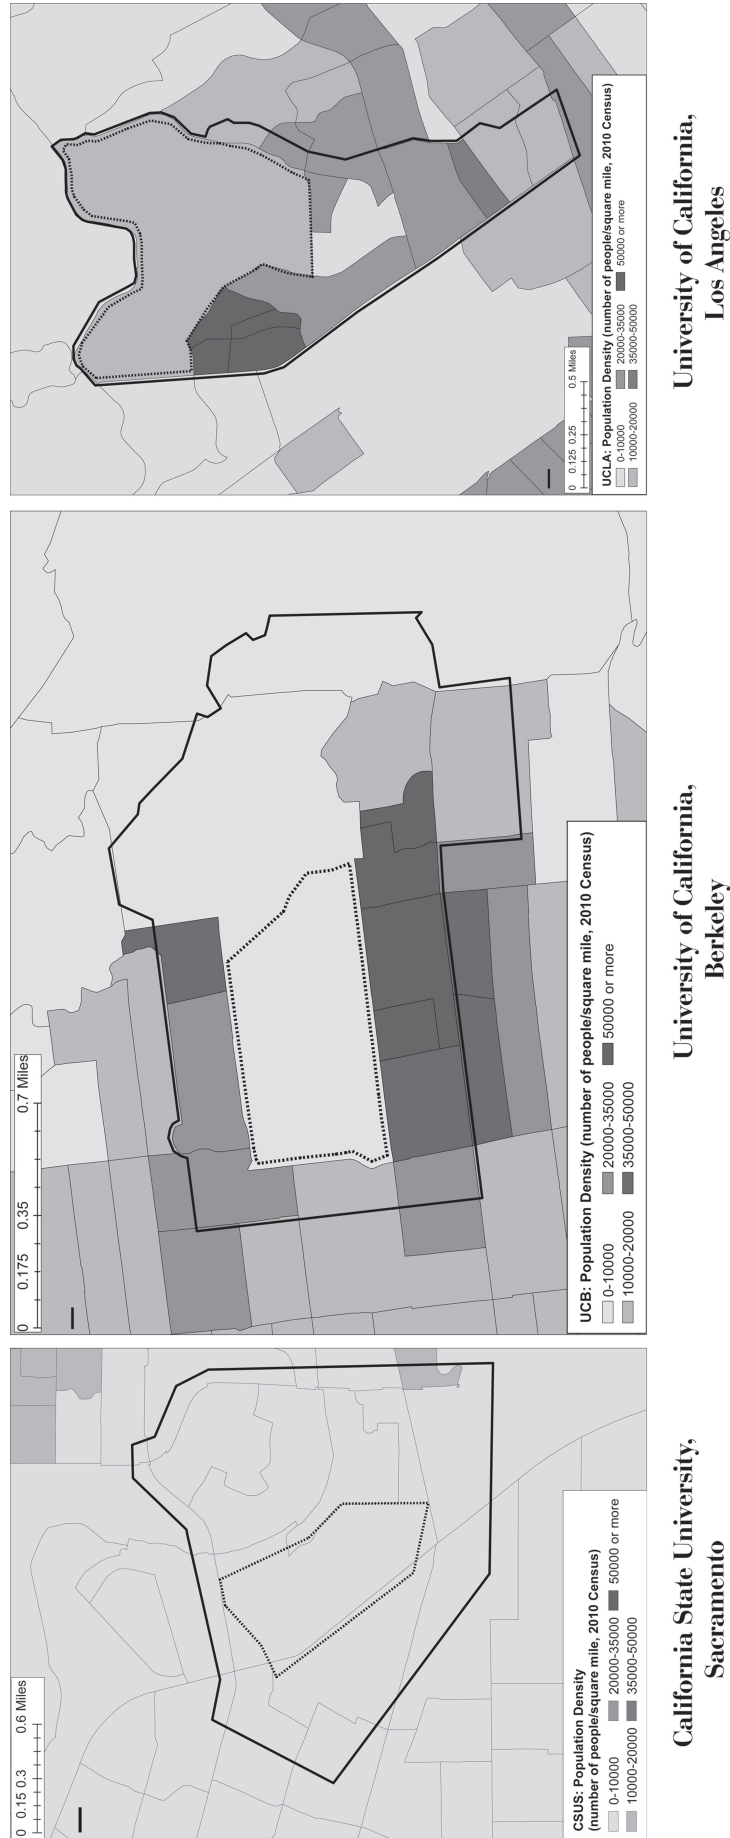 0 0.15 0.3 0.6 Miles
CSUS: Population Density
(number of people/square mile, 2010 Census)
0-10000
20000-35000
50000 or more
10000-20000
35000-50000
California State University,
Sacramento
0 0.175 0.35 0.7 Miles
UCB: Population Density (number of people/square mile, 2010 Census)
0-10000
20000-35000
50000 or more
10000-20000
35000-50000
University of California,
Berkeley
0 0.125 0.25 0.5 Miles
UCLA: Population Density (number of people/square mile, 2010 Census)
0-10000
20000-35000
50000 or more
10000-20000
35000-50000
University of California,
Los Angeles